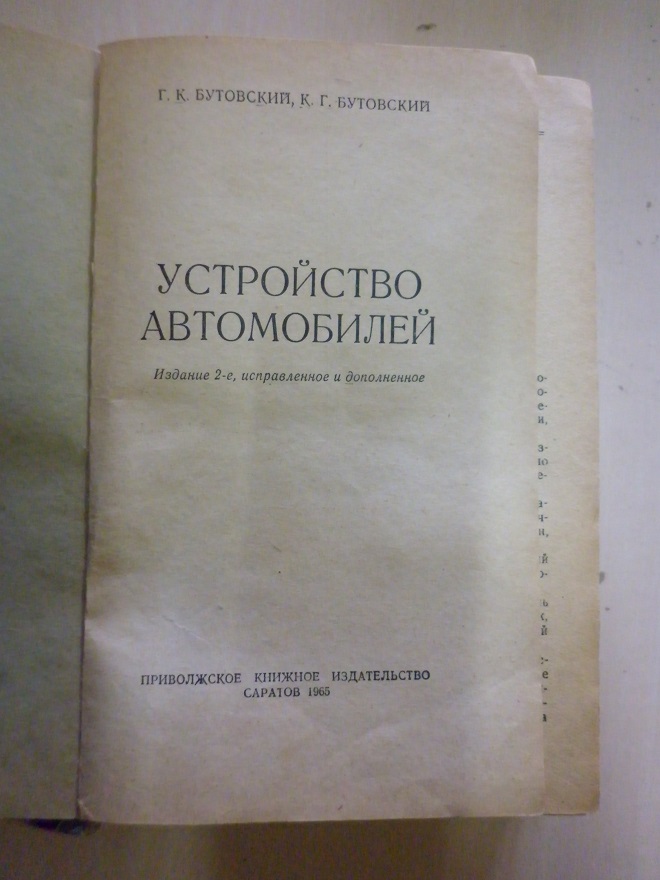 Г. К. БУТОВСКИЙ, К. Г. БУТОВСКИЙ
УСТРОЙСТВО
АВТОМОБИЛЕЙ
Издание 2-е, исправленное и дополненное
ПРИВОЛЖСКОЕ КНИЖНОЕ ИЗДАТЕЛЬСТВО
САРАТОВ 1965